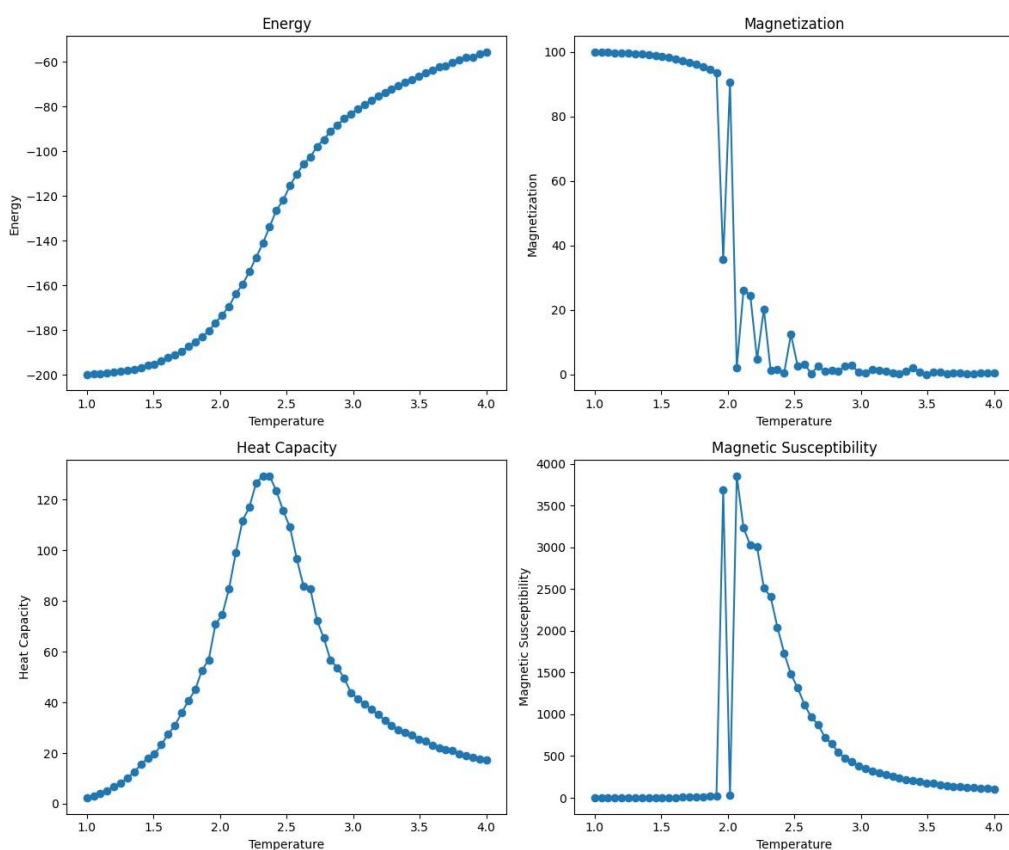 Energy
Energy
−60
−80
−100
−120
−140
−160
−180
−200
1.0 1.5 2.0 2.5 3.0 3.5 4.0
Temperature
Magnetization
Magnetization
100
80
60
40
20
0
1.0 1.5 2.0 2.5 3.0 3.5 4.0
Temperature
Heat Capacity
Heat Capacity
120
100
80
60
40
20
0
1.0 1.5 2.0 2.5 3.0 3.5 4.0
Temperature
Magnetic Susceptibility
Magnetic Susceptibility
4000
3500
3000
2500
2000
1500
1000
500
0
1.0 1.5 2.0 2.5 3.0 3.5 4.0
Temperature